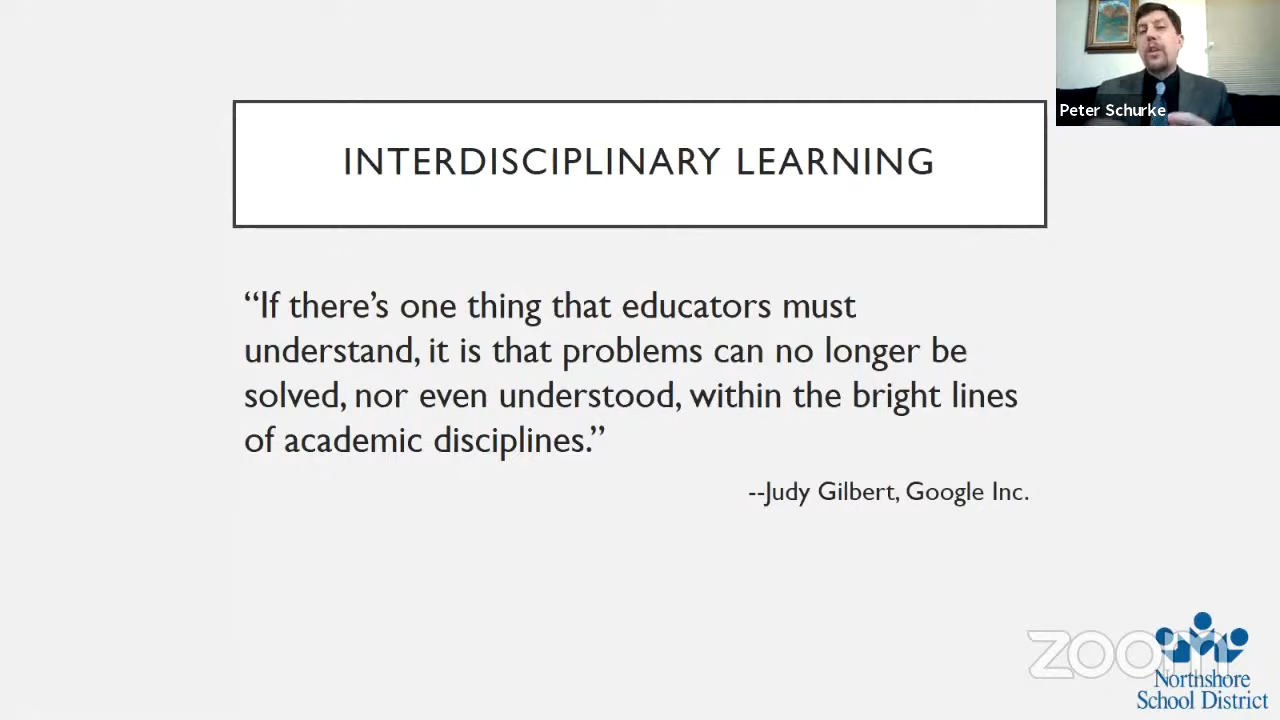 Peter Schurke
INTERDISCIPLINARY LEARNING
“If there’s one thing that educators must
understand, it is that problems can no longer be
solved, nor even understood, within the bright lines
of academic disciplines.”
--Judy Gilbert, Google Inc.
zoom
Northshore
School District